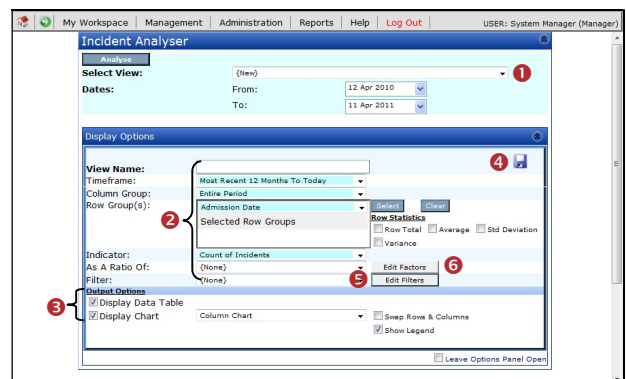 My Workspace Management Administration Reports Help Log Out USER: System Manager (Manager)
Incident Analyser
Analyse
Select View: {New} 1
Dates: From: 12 Apr 2010
To: 11 Apr 2011
Display Options
4
View Name:
Timeframe: Most Recent 12 Months To Today
Column Group: Entire Period
Row Group(s): Admission Date Select Clear
2 Selected Row Groups Row Statistics
Row Total Average Std Deviation
Variance
Indicator: Count of Incidents
As A Ratio Of: {None} Edit Factors 6
Filter: {None} 5 Edit Filters
Output Options
3 Display Data Table
Display Chart Column Chart Swap Rows & Columns
Show Legend
Leave Options Panel Open